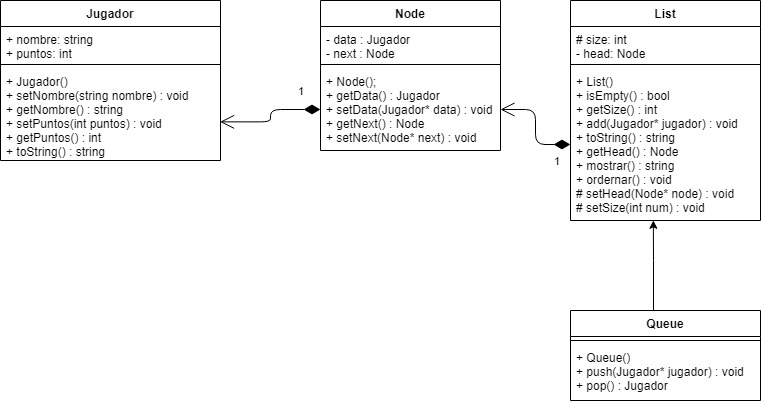 Jugador
+ nombre: string
+ puntos: int
+ Jugador()
+ setNombre(string nombre) : void
+ getNombre() : string
+ setPuntos(int puntos) : void
+ getPuntos() : int
+ toString() : string
1
Node
- data : Jugador
- next : Node
+ Node();
+ getData() : Jugador
+ setData(Jugador* data) : void
+ getNext() : Node
+ setNext(Node* next) : void
1
List
# size: int
- head: Node
+ List()
+ isEmpty() : bool
+ getSize() : int
+ add(Jugador* jugador) : void
+ toString() : string
+ getHead() : Node
+ mostrar() : string
+ ordernar() : void
# setHead(Node* node) : void
# setSize(int num) : void
Queue
+ Queue()
+ push(Jugador* jugador) : void
+ pop() : Jugador